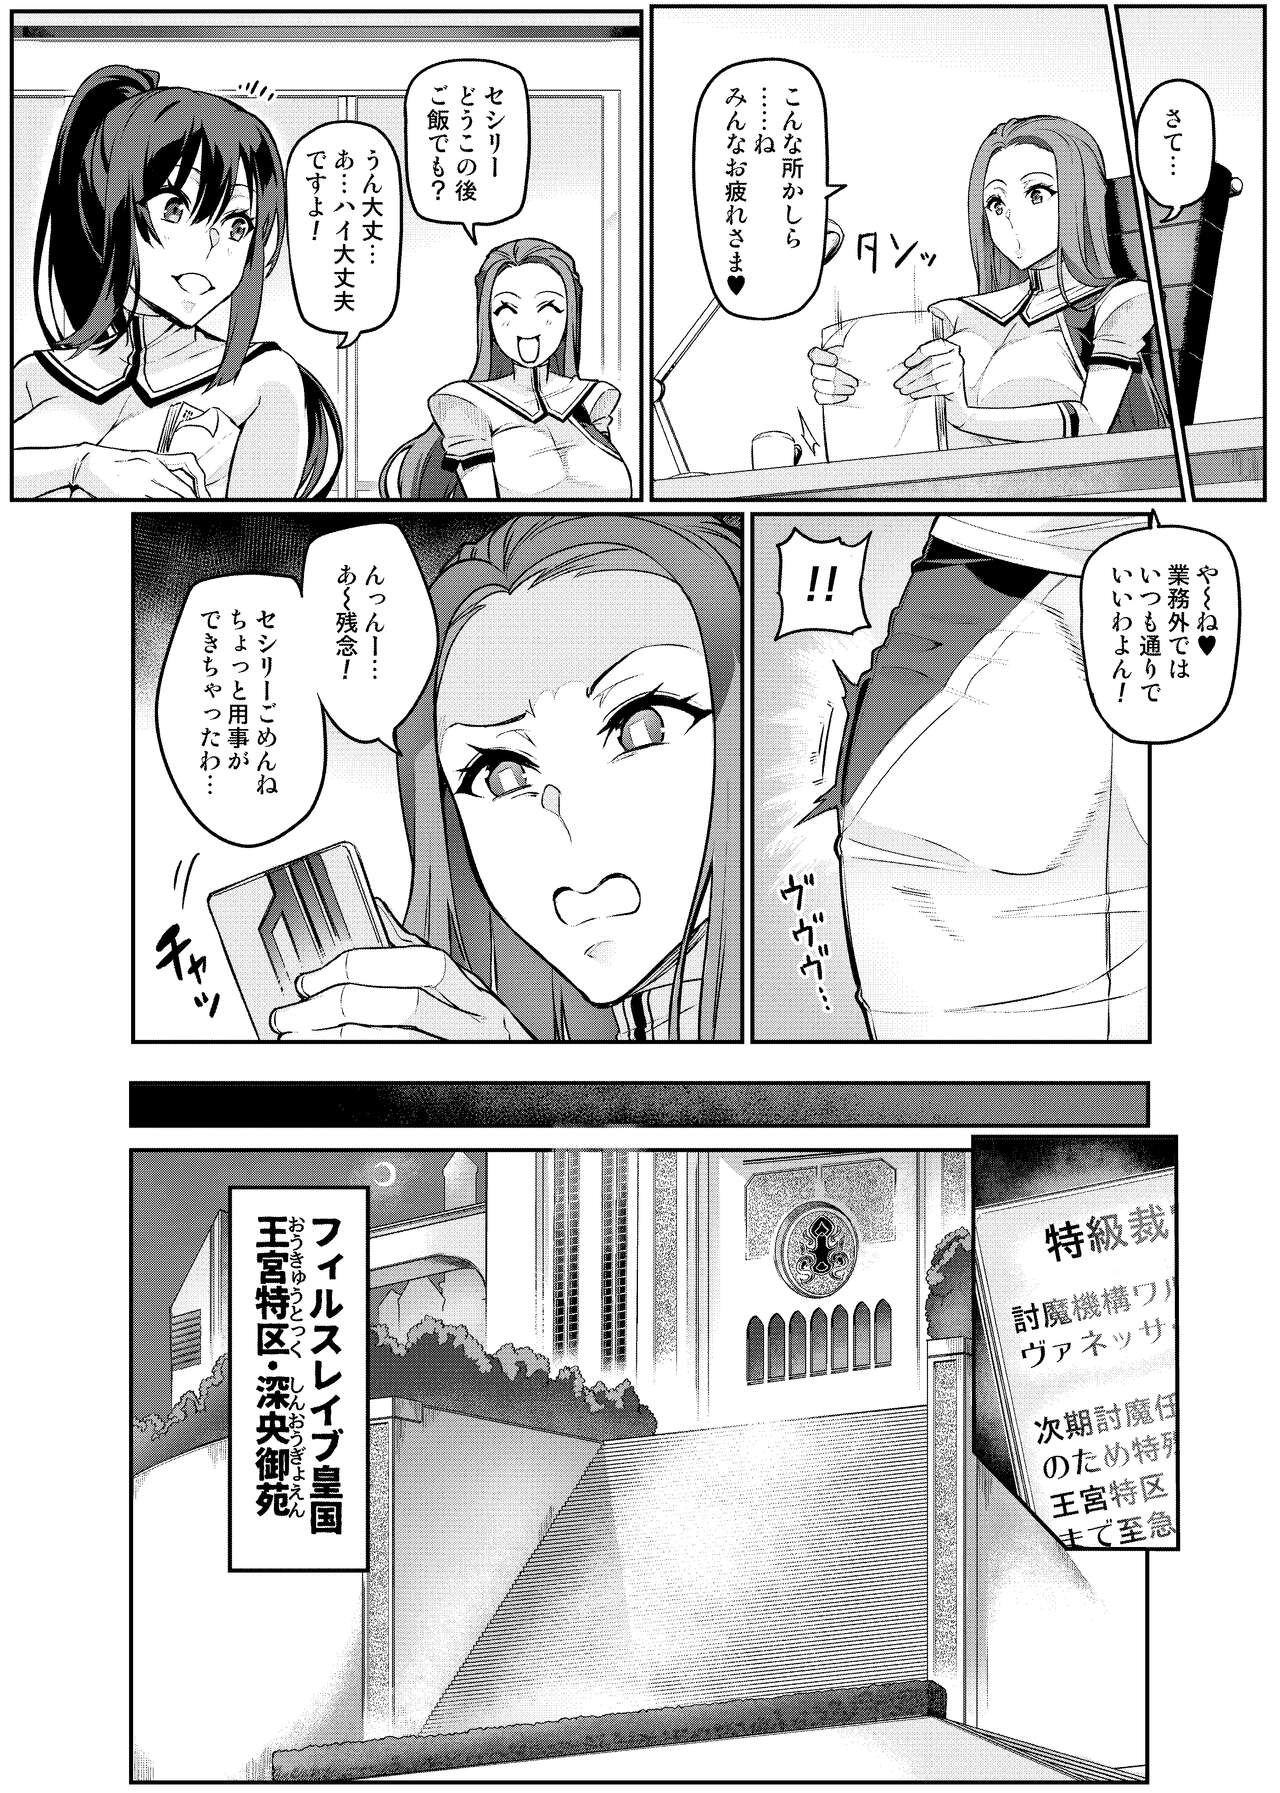 さて…
こんな所かしら
……ね
みんなお疲れさま♥
タンッ
セシリー
どうこの後
ご飯でも？
うん大丈…
あ…ハイ大丈夫
ですよ！
や～ね♥
業務外では
いつも通りで
いいわよん！
!!
ヴヴヴヴ…
んっんー…
あ～残念！
セシリーごめんね
ちょっと用事が
できちゃったわ…
チャッ
特級裁
討魔機構ワル
ヴァネッサ・
次期討魔任
のため特殊
王宮特区
まで至急
フィルスレイブ皇国
王宮特区・深央御苑
おうきゅうとっく　しんおうぎょえん